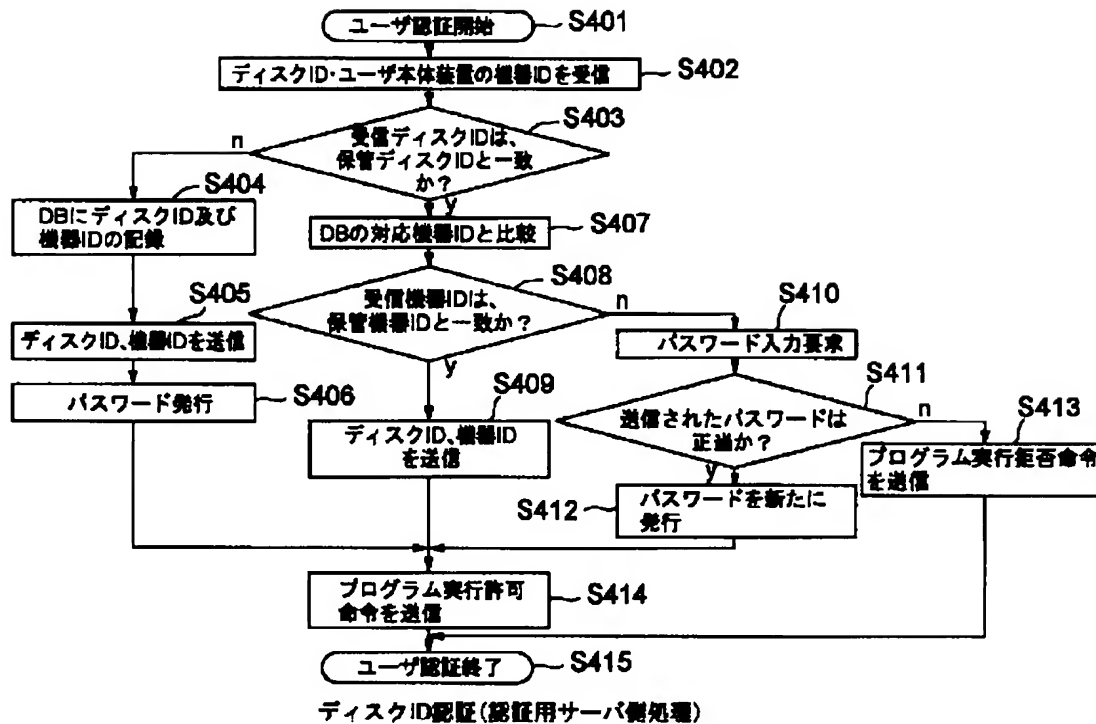 ユーザ認証開始
S401
ディスクID・ユーザ本体装置の機器IDを受信
S402
受信ディスクIDは、
保管ディスクIDと一致
か？
S403
n
y
S404
DBにディスクID及び
機器IDの記録
DBの対応機器IDと比較
S407
S405
ディスクID、機器IDを送信
受信機器IDは、
保管機器IDと一致か？
S408
n
y
S410
パスワード入力要求
パスワード発行
S406
S409
ディスクID、機器ID
を送信
送信されたパスワードは
正当か？
S411
n
y
S413
プログラム実行拒否命令
を送信
S412
パスワードを新たに
発行
プログラム実行許可
命令を送信
S414
ユーザ認証終了
S415
ディスクID認証(認証用サーバ側処理)